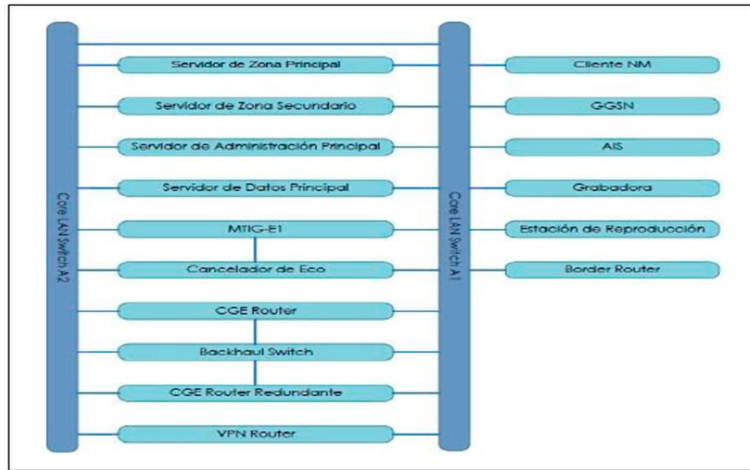 Core LAN Switch A2
Servidor de Zona Principal
Servidor de Zona Secundario
Servidor de Administración Principal
Servidor de Datos Principal
MTIG-E1
Cancelador de Eco
CGE Router
Backhaul Switch
CGE Router Redundante
VPN Router
Core LAN Switch A1
Cliente NM
GGSN
AIS
Grabadora
Estación de Reproducción
Border Router